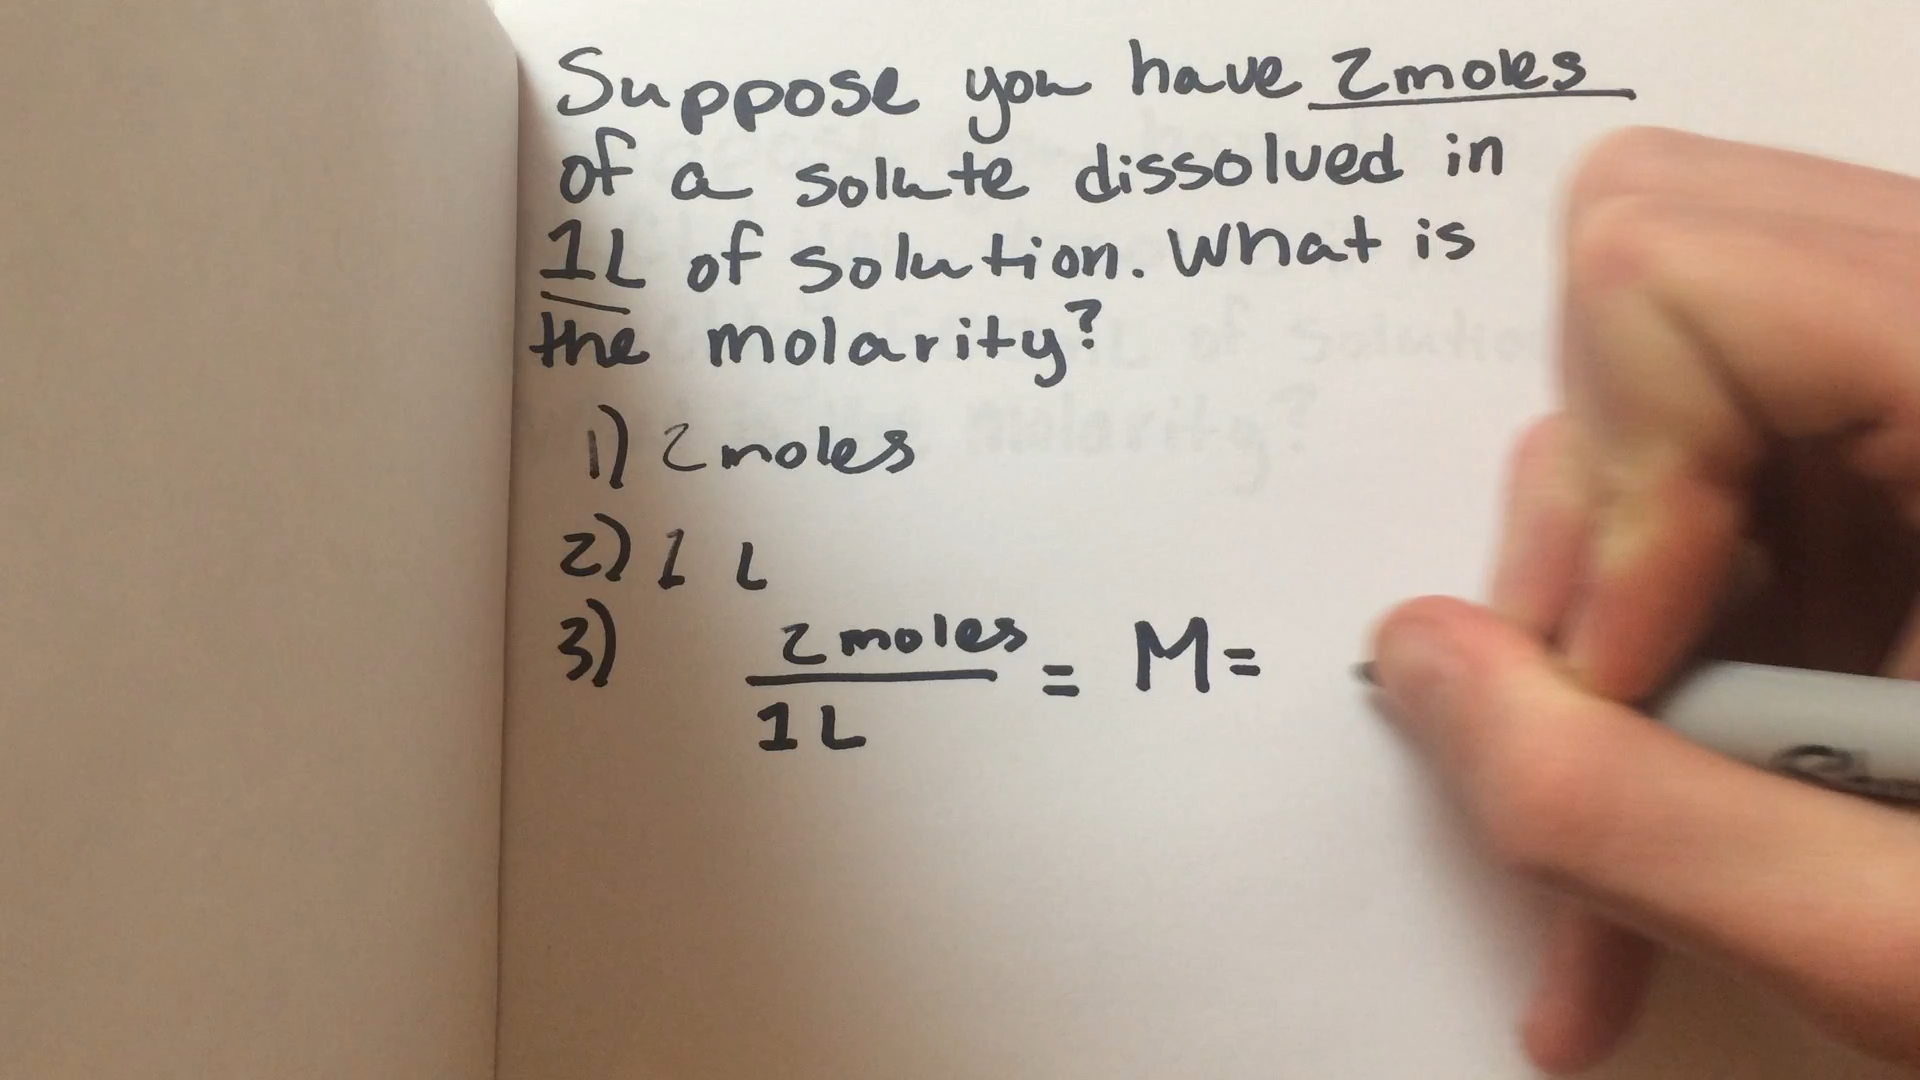 Suppose you have 2moles
of a solute dissolved in
1L of solution. What is
the molarity?
1) 2moles
2) 1 L
3) 2moles
1L
= M=